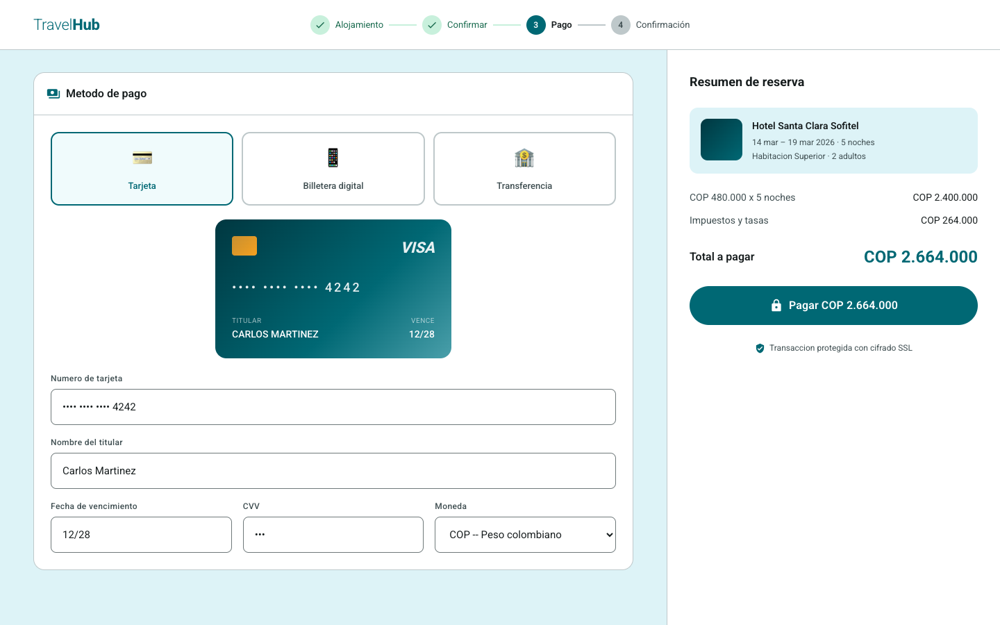 TravelHub
Alojamiento
Confirmar
3 Pago
4 Confirmación
Metodo de pago
Tarjeta
Billetera digital
Transferencia
VISA
•••• •••• •••• 4242
TITULAR
VENCE
CARLOS MARTINEZ
12/28
Numero de tarjeta
•••• •••• •••• 4242
Nombre del titular
Carlos Martinez
Fecha de vencimiento
CVV
Moneda
12/28
•••
COP -- Peso colombiano
Resumen de reserva
Hotel Santa Clara Sofitel
14 mar – 19 mar 2026 · 5 noches
Habitacion Superior · 2 adultos
COP 480.000 x 5 noches
COP 2.400.000
Impuestos y tasas
COP 264.000
Total a pagar
COP 2.664.000
Pagar COP 2.664.000
Transaccion protegida con cifrado SSL